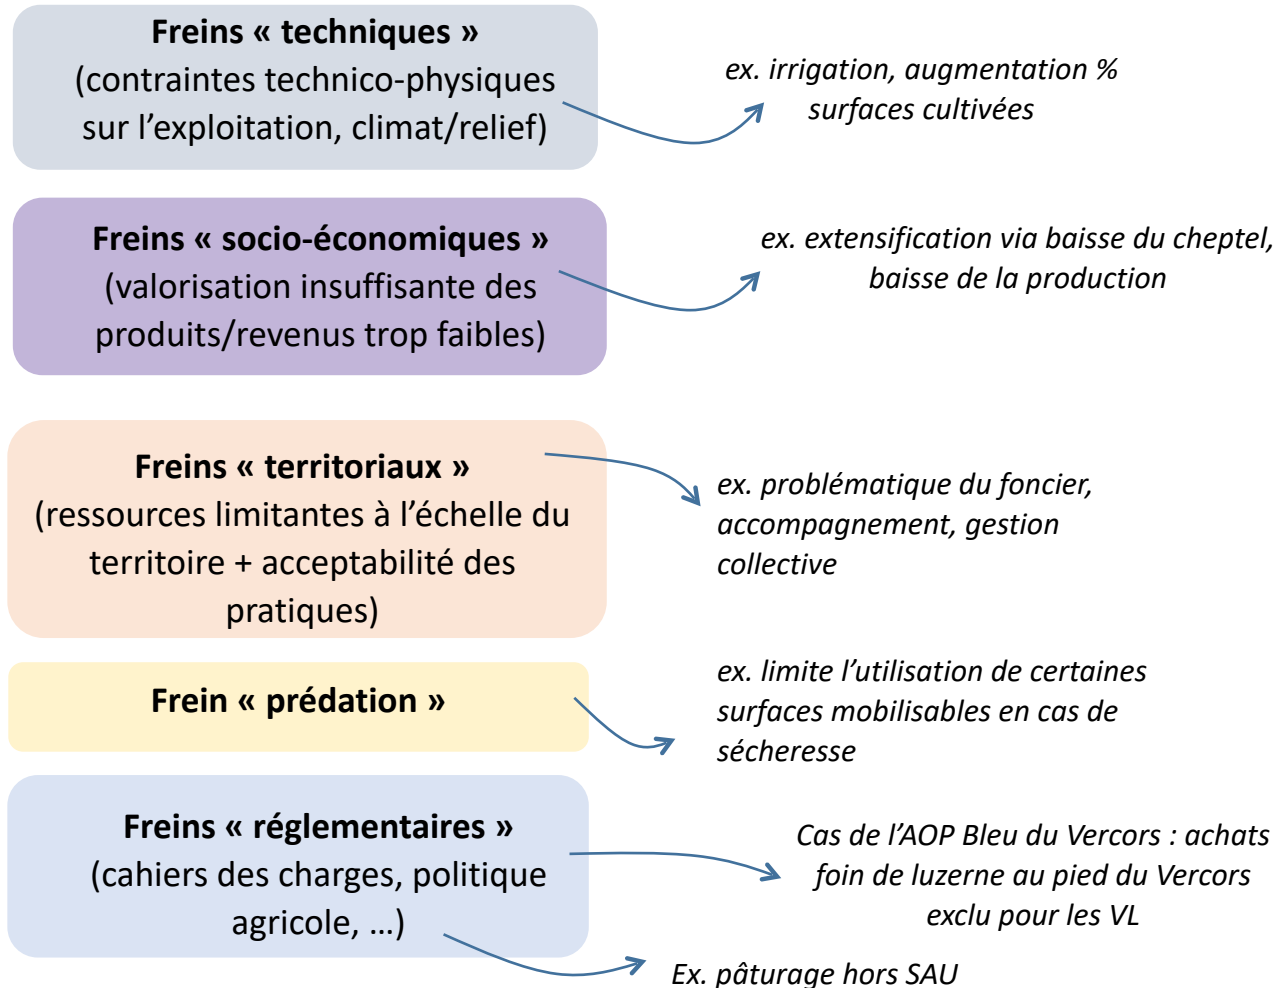 Freins « techniques »
(contraintes technico-physiques
sur l’exploitation, climat/relief)
ex. irrigation, augmentation %
surfaces cultivées
Freins « socio-économiques »
(valorisation insuffisante des
produits/revenus trop faibles)
ex. extensification via baisse du cheptel,
baisse de la production
Freins « territoriaux »
(ressources limitantes à l’échelle du
territoire + acceptabilité des
pratiques)
ex. problématique du foncier,
accompagnement, gestion
collective
Frein « prédation »
ex. limite l’utilisation de certaines
surfaces mobilisables en cas de
sécheresse
Freins « réglementaires »
(cahiers des charges, politique
agricole, …)
Cas de l’AOP Bleu du Vercors : achats
foin de luzerne au pied du Vercors
exclu pour les VL
Ex. pâturage hors SAU